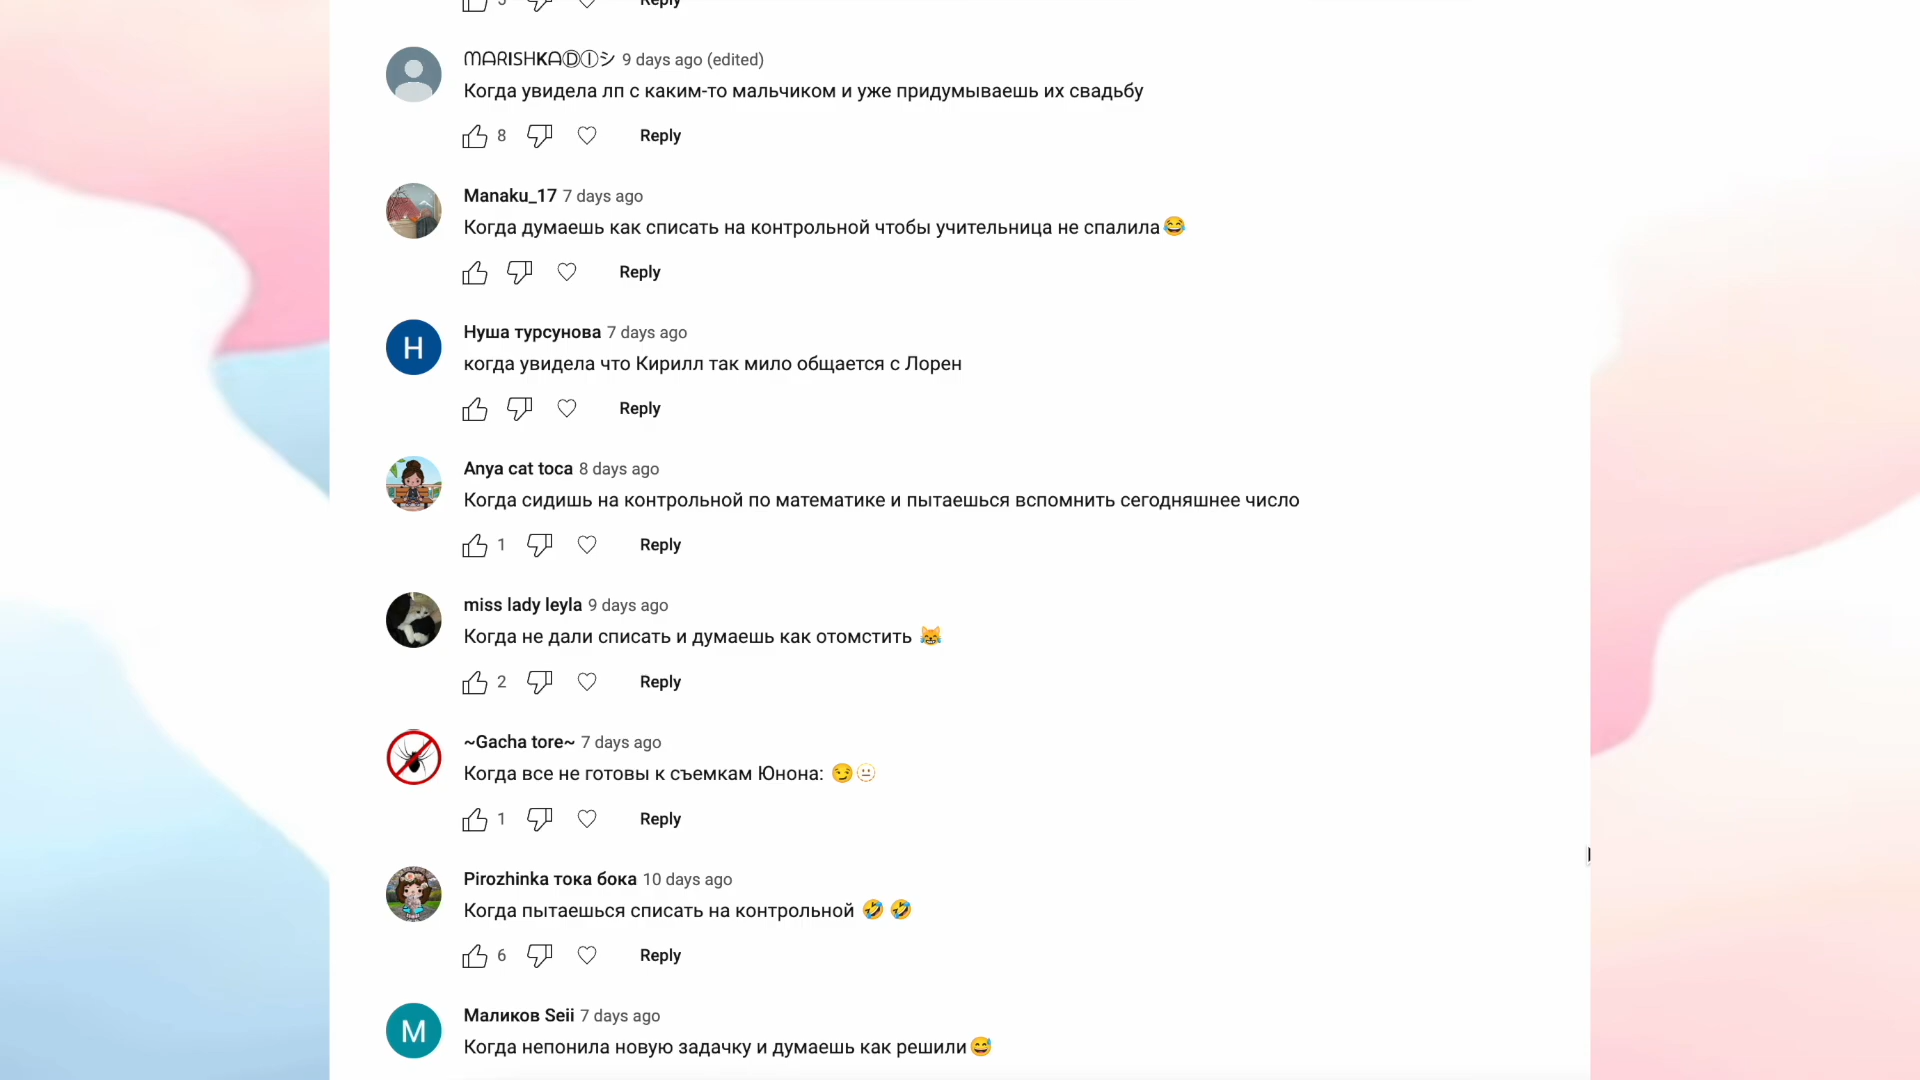 5 Reply
ᗰᗩᖇISᕼKᗩⒹⒾシ 9 days ago (edited)
Когда увидела лп с каким-то мальчиком и уже придумываешь их свадьбу
8 Reply
Manaku_17 7 days ago
Когда думаешь как списать на контрольной чтобы учительница не спалила😂
Reply
Нуша турсунова 7 days ago
когда увидела что Кирилл так мило общается с Лорен
Reply
Anya cat toca 8 days ago
Когда сидишь на контрольной по математике и пытаешься вспомнить сегодняшнее число
1 Reply
miss lady leyla 9 days ago
Когда не дали списать и думаешь как отомстить 😹
2 Reply
~Gacha tore~ 7 days ago
Когда все не готовы к съемкам Юнона: 😏🫥
1 Reply
Pirozhinka тока бока 10 days ago
Когда пытаешься списать на контрольной 🤣 🤣
6 Reply
Маликов Seii 7 days ago
Когда непонила новую задачку и думаешь как решили😅